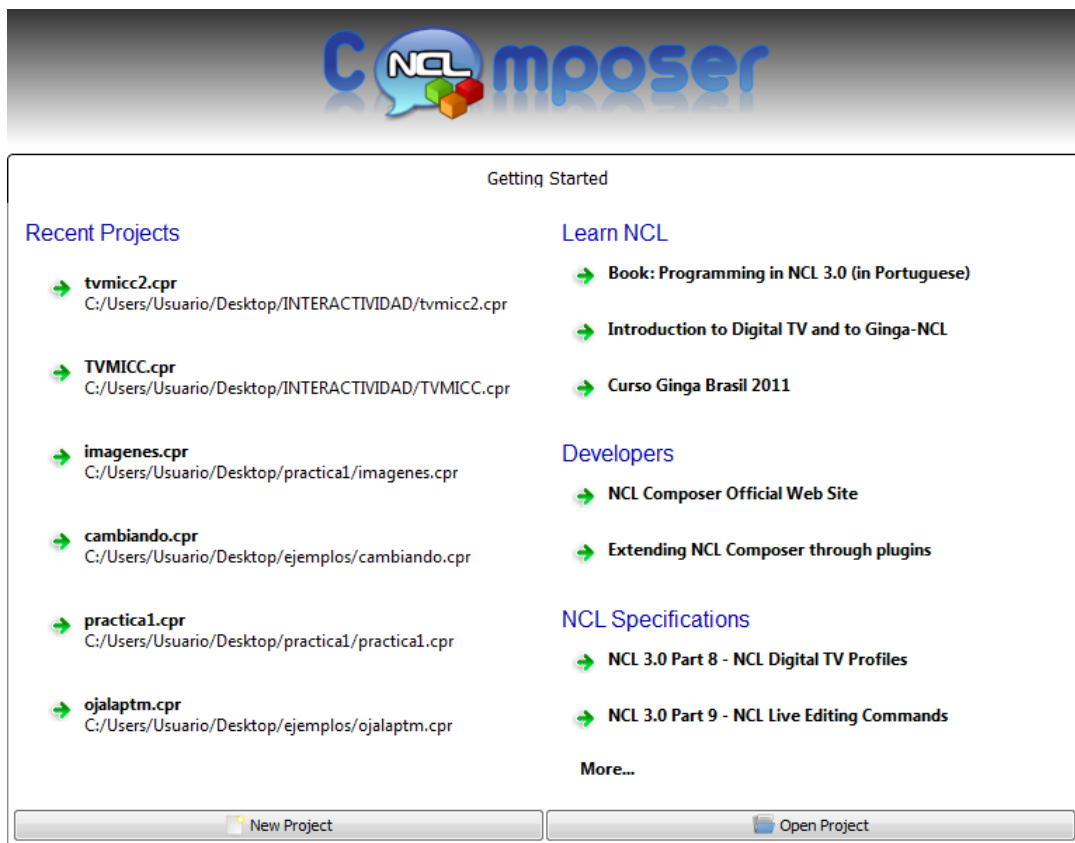 C NCL mposer
Getting Started
Recent Projects
tvmicc2.cpr
C:/Users/Usuario/Desktop/INTERACTIVIDAD/tvmicc2.cpr
TVMICC.cpr
C:/Users/Usuario/Desktop/INTERACTIVIDAD/TVMICC.cpr
imagenes.cpr
C:/Users/Usuario/Desktop/practica1/imagenes.cpr
cambiando.cpr
C:/Users/Usuario/Desktop/ejemplos/cambiando.cpr
practica1.cpr
C:/Users/Usuario/Desktop/practica1/practica1.cpr
ojalaptm.cpr
C:/Users/Usuario/Desktop/ejemplos/ojalaptm.cpr
Learn NCL
Book: Programming in NCL 3.0 (in Portuguese)
Introduction to Digital TV and to Ginga-NCL
Curso Ginga Brasil 2011
Developers
NCL Composer Official Web Site
Extending NCL Composer through plugins
NCL Specifications
NCL 3.0 Part 8 - NCL Digital TV Profiles
NCL 3.0 Part 9 - NCL Live Editing Commands
More...
New Project
Open Project